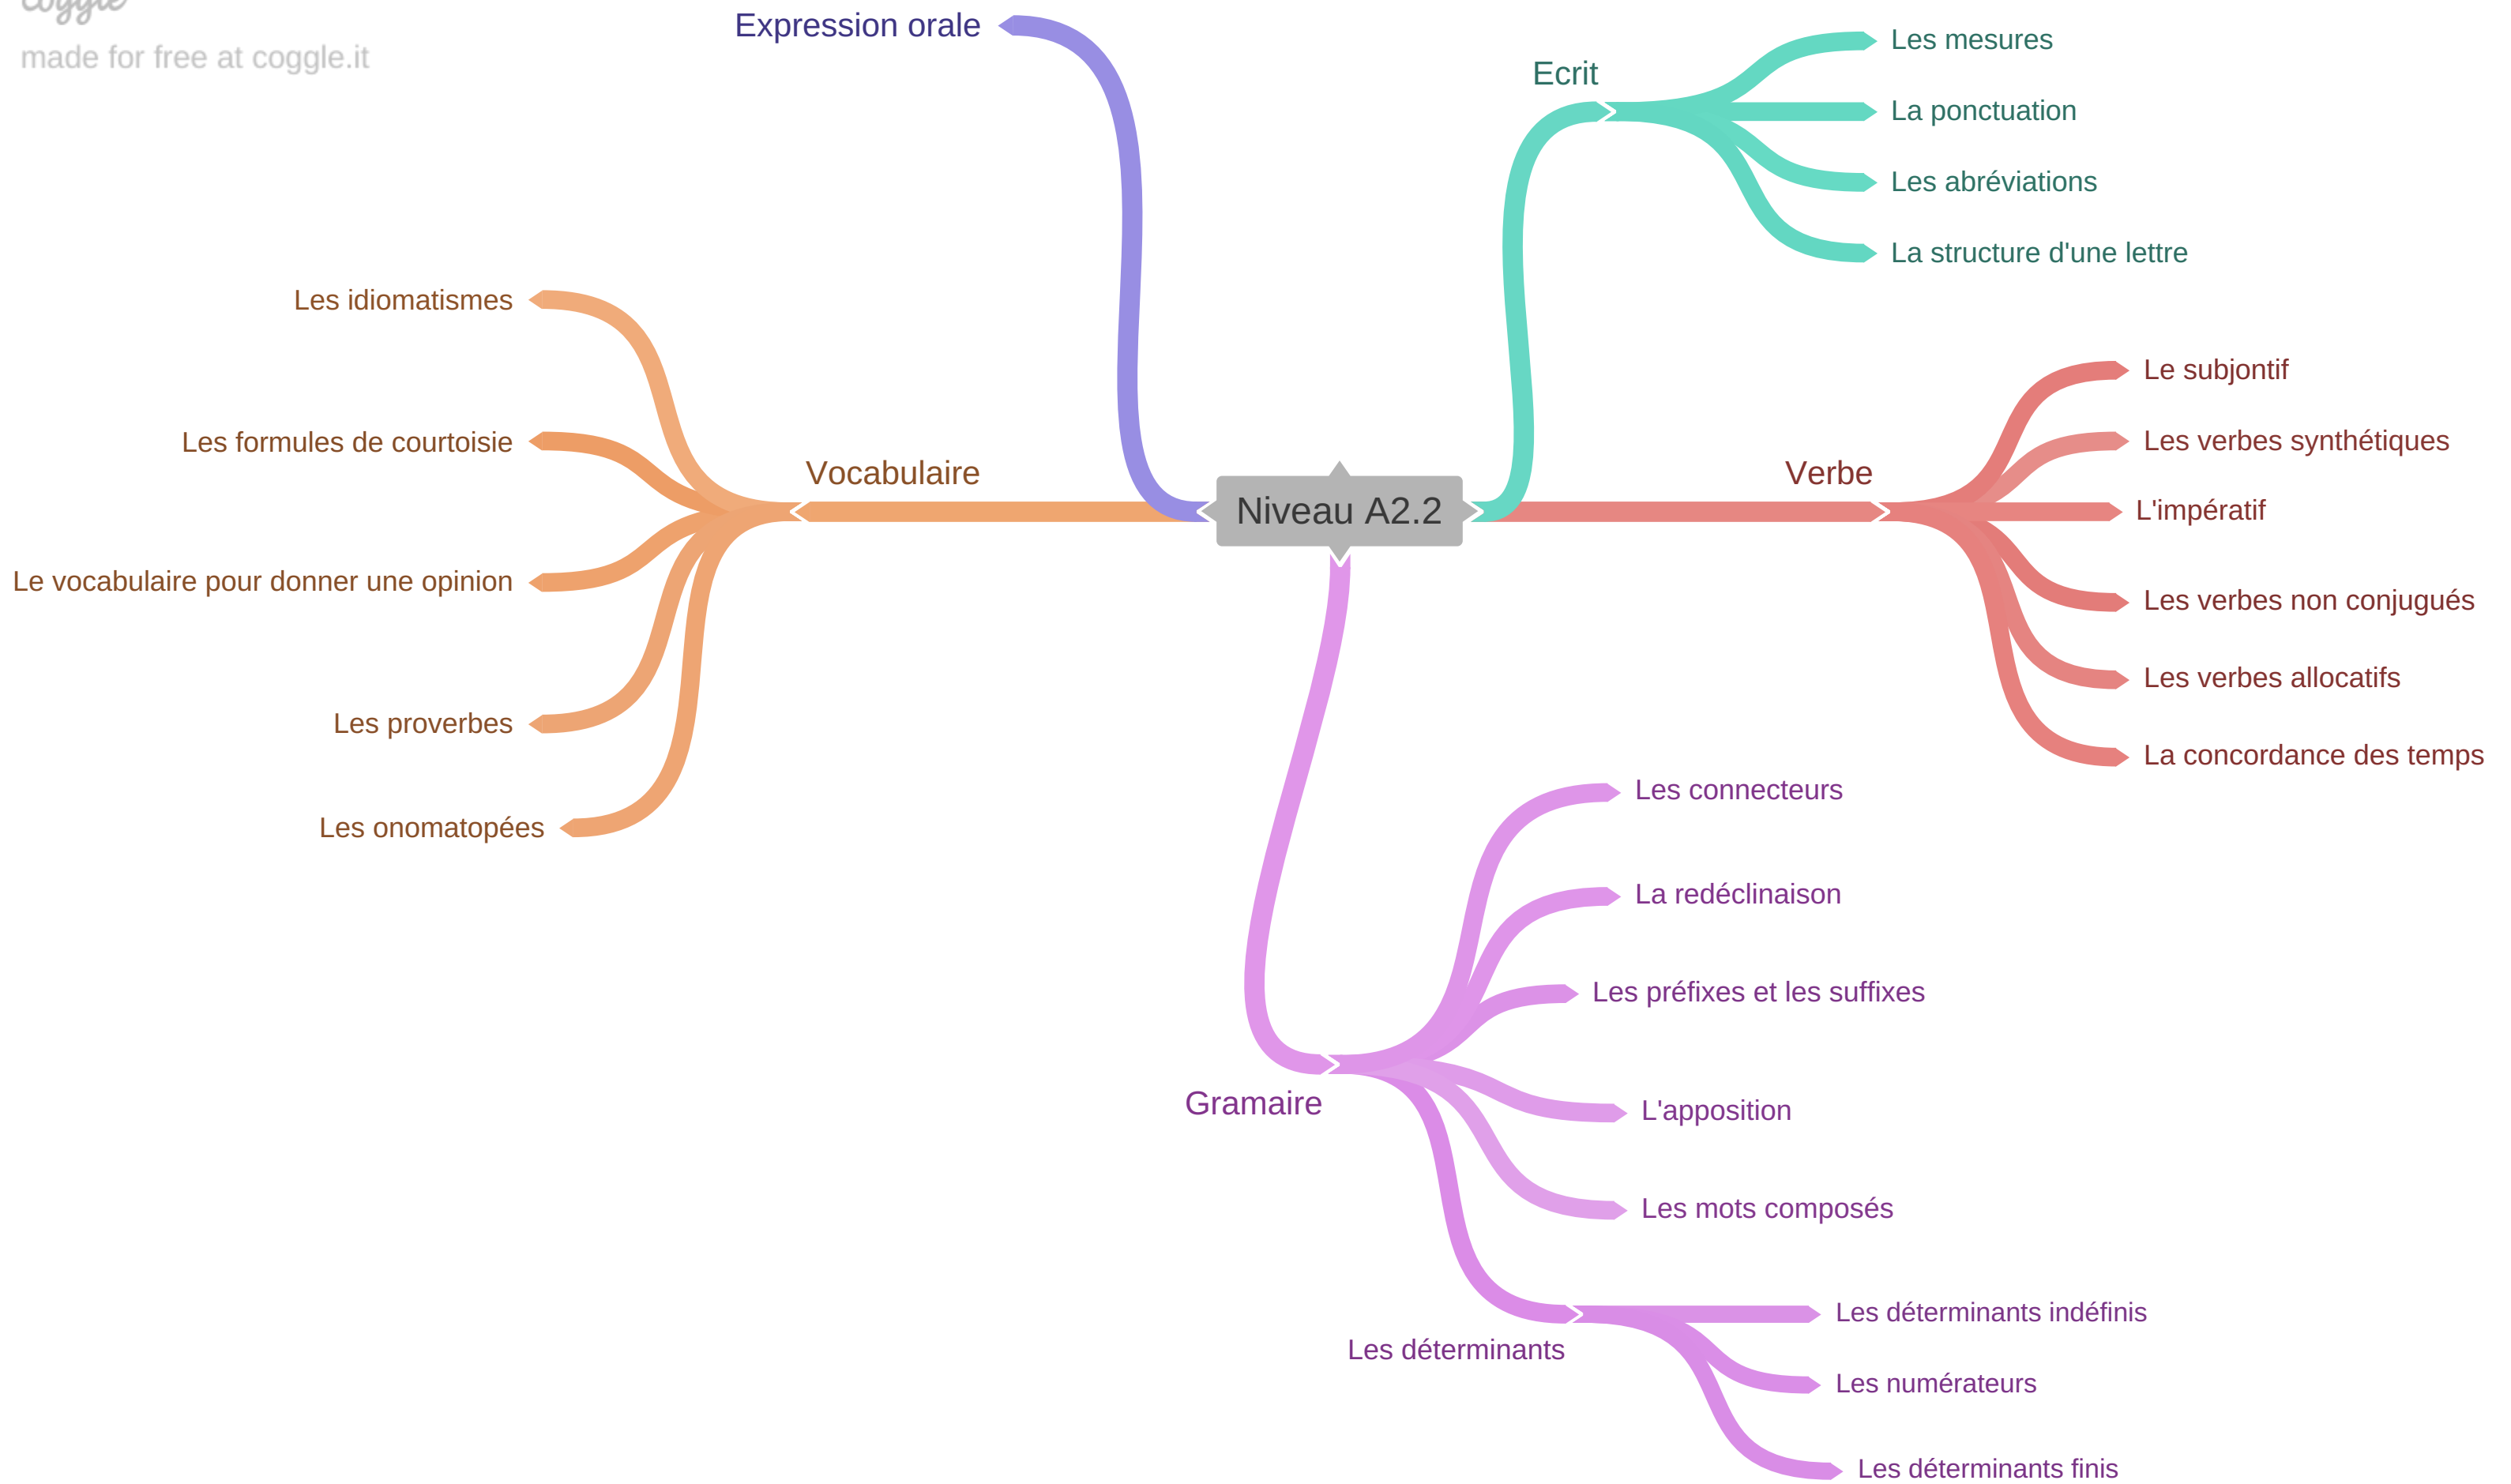 coggle
made for free at coggle.it
Niveau A2.2
Expression orale
Ecrit
Les mesures
La ponctuation
Les abréviations
La structure d'une lettre
Verbe
Le subjontif
Les verbes synthétiques
L'impératif
Les verbes non conjugués
Les verbes allocatifs
La concordance des temps
Vocabulaire
Les idiomatismes
Les formules de courtoisie
Le vocabulaire pour donner une opinion
Les proverbes
Les onomatopées
Gramaire
Les connecteurs
La redéclinaison
Les préfixes et les suffixes
L'apposition
Les mots composés
Les déterminants
Les déterminants indéfinis
Les numérateurs
Les déterminants finis